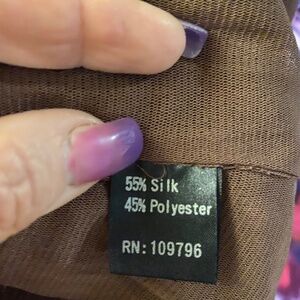 55% Silk
45% Polyester
RN: 109796